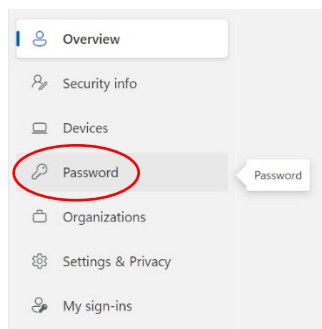 Overview
Security info
Devices
Password
Password
Organizations
Settings & Privacy
My sign-ins